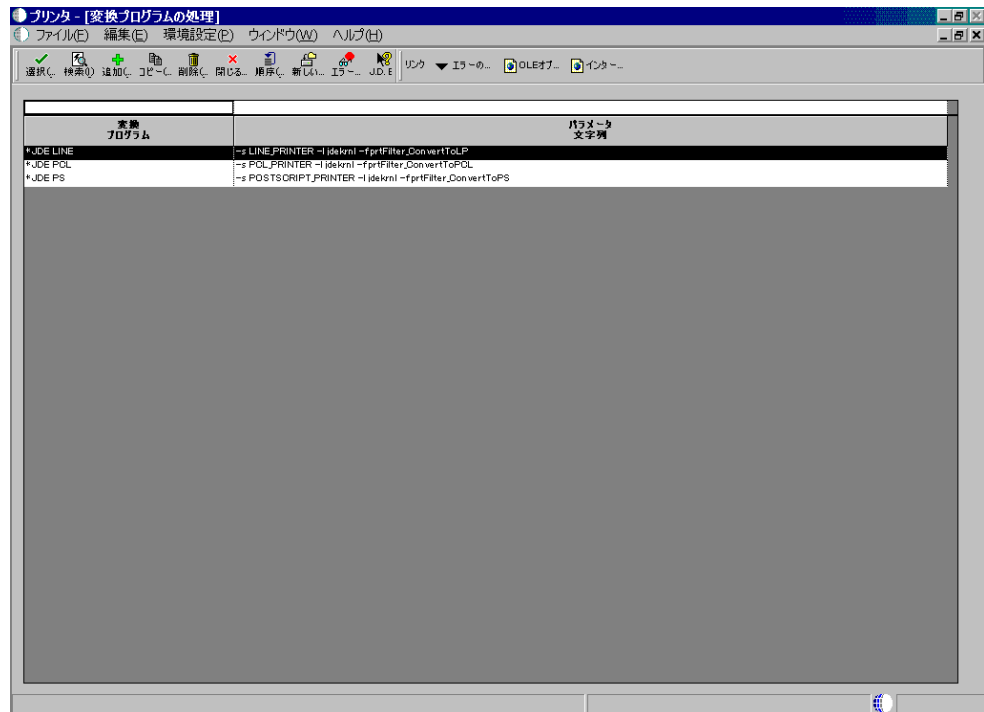 プリンタ - [変換プログラムの処理]
ファイル(F) 編集(E) 環境設定(P) ウィンドウ(W) ヘルプ(H)
選択(... 検索(I) 追加(... コピー(... 削除(... 閉じる... 順序(... 新しい... エラー... J.D. E リンク エラーの... OLEオブ... インター...
変換
プログラム
パラメータ
文字列
*JDE LINE -s LINE_PRINTER -l jdekrnl -fprtFilter_ConvertToLP
*JDE PCL -s PCL_PRINTER -l jdekrnl -fprtFilter_ConvertToPCL
*JDE PS -s POSTSCRIPT_PRINTER -l jdekrnl -fprtFilter_ConvertToPS